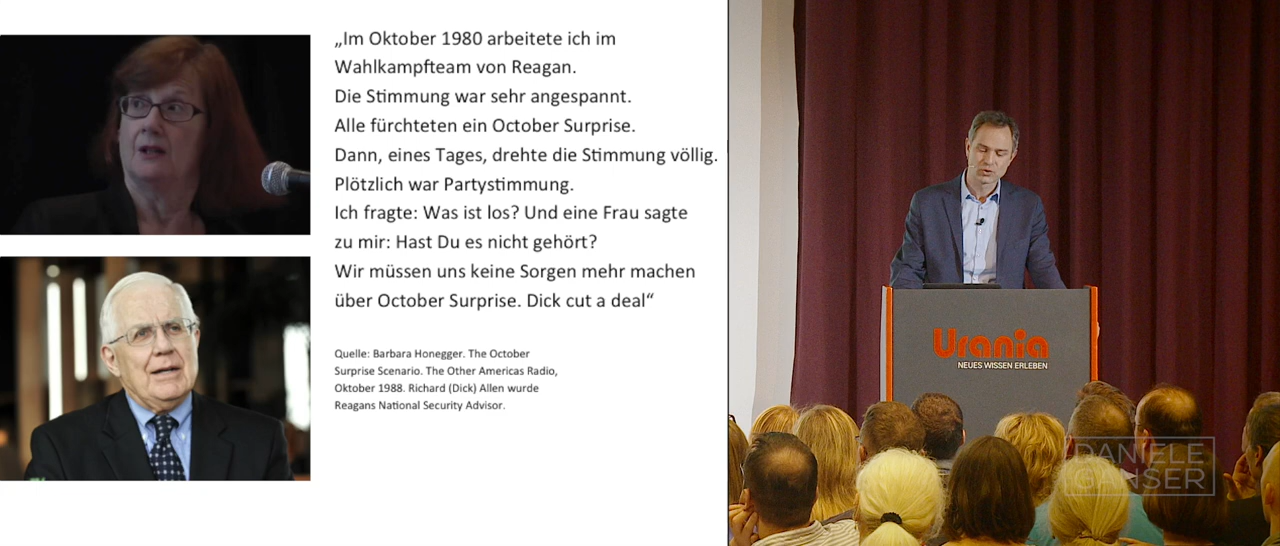 „Im Oktober 1980 arbeitete ich im
Wahlkampfteam von Reagan.
Die Stimmung war sehr angespannt.
Alle fürchteten ein October Surprise.
Dann, eines Tages, drehte die Stimmung völlig.
Plötzlich war Partystimmung.
Ich fragte: Was ist los? Und eine Frau sagte
zu mir: Hast Du es nicht gehört?
Wir müssen uns keine Sorgen mehr machen
über October Surprise. Dick cut a deal“
Quelle: Barbara Honegger. The October
Surprise Scenario. The Other Americas Radio,
Oktober 1988. Richard (Dick) Allen wurde
Reagans National Security Advisor.
Urania
NEUES WISSEN ERLEBEN
DANIELE
GANSER